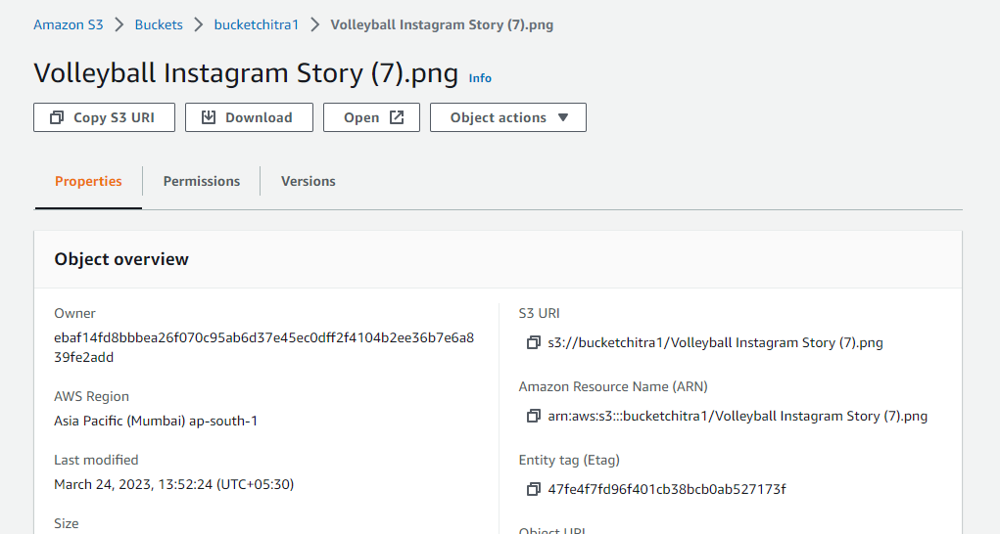 Amazon S3 > Buckets > bucketchitra1 > Volleyball Instagram Story (7).png
Volleyball Instagram Story (7).png Info
Copy S3 URI Download Open Object actions
Properties Permissions Versions
Object overview
Owner
ebaf14fd8bbbea26f070c95ab6d37e45ec0dff2f4104b2ee36b7e6a8
39fe2add
AWS Region
Asia Pacific (Mumbai) ap-south-1
Last modified
March 24, 2023, 13:52:24 (UTC+05:30)
Size
S3 URI
s3://bucketchitra1/Volleyball Instagram Story (7).png
Amazon Resource Name (ARN)
arn:aws:s3:::bucketchitra1/Volleyball Instagram Story (7).png
Entity tag (Etag)
47fe4f7fd96f401cb38bcb0ab527173f
Object URL